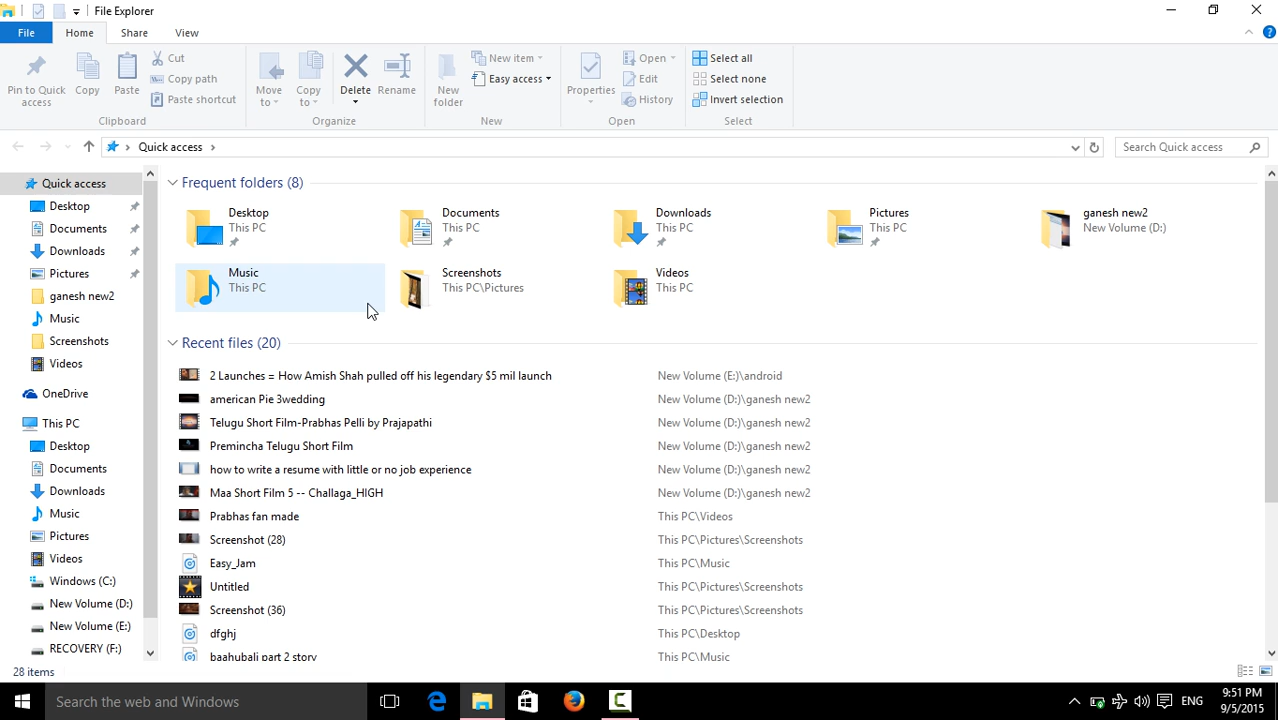 File Explorer
File Home Share View
Pin to Quick access
Copy
Paste
Cut
Copy path
Paste shortcut
Clipboard
Move to
Copy to
Delete
Rename
Organize
New folder
New item
Easy access
New
Properties
Open
Edit
History
Open
Select all
Select none
Invert selection
Select
Quick access
Search Quick access
Quick access
Desktop
Documents
Downloads
Pictures
ganesh new2
Music
Screenshots
Videos
OneDrive
This PC
Desktop
Documents
Downloads
Music
Pictures
Videos
Windows (C:)
New Volume (D:)
New Volume (E:)
RECOVERY (F:)
Frequent folders (8)
Desktop
This PC
Documents
This PC
Downloads
This PC
Pictures
This PC
ganesh new2
New Volume (D:)
Music
This PC
Screenshots
This PC\Pictures
Videos
This PC
Recent files (20)
2 Launches = How Amish Shah pulled off his legendary $5 mil launch New Volume (E:)\android
american Pie 3wedding New Volume (D:)\ganesh new2
Telugu Short Film-Prabhas Pelli by Prajapathi New Volume (D:)\ganesh new2
Premincha Telugu Short Film New Volume (D:)\ganesh new2
how to write a resume with little or no job experience New Volume (D:)\ganesh new2
Maa Short Film 5 -- Challaga_HIGH New Volume (D:)\ganesh new2
Prabhas fan made This PC\Videos
Screenshot (28) This PC\Pictures\Screenshots
Easy_Jam This PC\Music
Untitled This PC\Pictures\Screenshots
Screenshot (36) This PC\Pictures\Screenshots
dfghj This PC\Desktop
baahubali part 2 story This PC\Music
28 items
Search the web and Windows
ENG
9:51 PM
9/5/2015